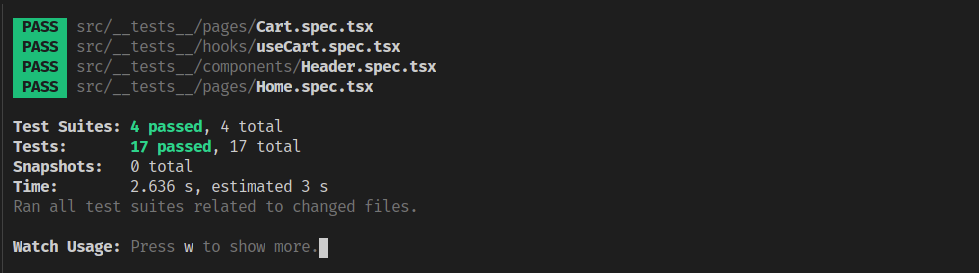 PASS src/__tests__/pages/Cart.spec.tsx
PASS src/__tests__/hooks/useCart.spec.tsx
PASS src/__tests__/components/Header.spec.tsx
PASS src/__tests__/pages/Home.spec.tsx
Test Suites: 4 passed, 4 total
Tests: 17 passed, 17 total
Snapshots: 0 total
Time: 2.636 s, estimated 3 s
Ran all test suites related to changed files.
Watch Usage: Press w to show more.